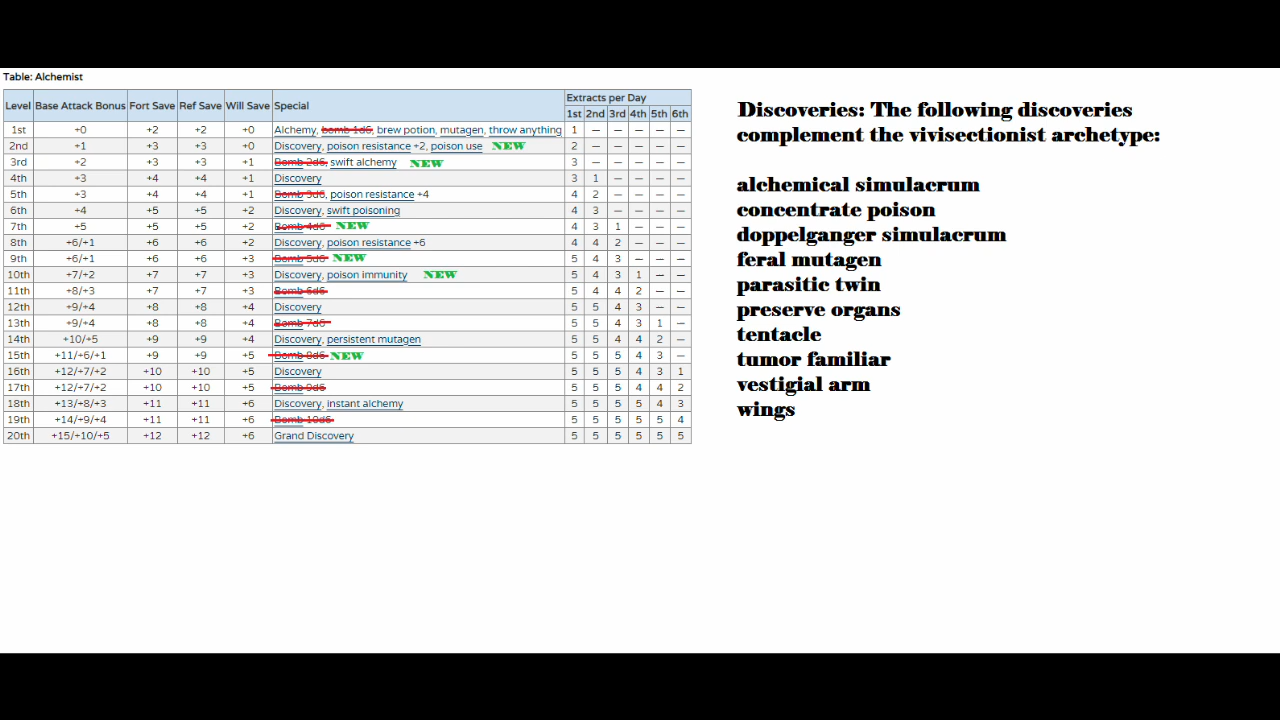 Table: Alchemist
Level Base Attack Bonus Fort Save Ref Save Will Save Special Extracts per Day
1st 2nd 3rd 4th 5th 6th
1st +0 +2 +2 +0 Alchemy, bomb 1d6, brew potion, mutagen, throw anything 1 — — — — —
2nd +1 +3 +3 +0 Discovery, poison resistance +2, poison use NEW 2 — — — — —
3rd +2 +3 +3 +1 Bomb 2d6, swift alchemy NEW 3 — — — — —
4th +3 +4 +4 +1 Discovery 3 1 — — — —
5th +3 +4 +4 +1 Bomb 3d6, poison resistance +4 4 2 — — — —
6th +4 +5 +5 +2 Discovery, swift poisoning 4 3 — — — —
7th +5 +5 +5 +2 Bomb 4d6 NEW 4 3 1 — — —
8th +6/+1 +6 +6 +2 Discovery, poison resistance +6 4 4 2 — — —
9th +6/+1 +6 +6 +3 Bomb 5d6 NEW 5 4 3 — — —
10th +7/+2 +7 +7 +3 Discovery, poison immunity NEW 5 4 3 1 — —
11th +8/+3 +7 +7 +3 Bomb 6d6 5 4 4 2 — —
12th +9/+4 +8 +8 +4 Discovery 5 5 4 3 — —
13th +9/+4 +8 +8 +4 Bomb 7d6 5 5 4 3 1 —
14th +10/+5 +9 +9 +4 Discovery, persistent mutagen 5 5 4 4 2 —
15th +11/+6/+1 +9 +9 +5 Bomb 8d6 NEW 5 5 5 4 3 —
16th +12/+7/+2 +10 +10 +5 Discovery 5 5 5 4 3 1
17th +12/+7/+2 +10 +10 +5 Bomb 9d6 5 5 5 4 4 2
18th +13/+8/+3 +11 +11 +6 Discovery, instant alchemy 5 5 5 5 4 3
19th +14/+9/+4 +11 +11 +6 Bomb 10d6 5 5 5 5 5 4
20th +15/+10/+5 +12 +12 +6 Grand Discovery 5 5 5 5 5 5
Discoveries: The following discoveries
complement the vivisectionist archetype:
alchemical simulacrum
concentrate poison
doppelganger simulacrum
feral mutagen
parasitic twin
preserve organs
tentacle
tumor familiar
vestigial arm
wings